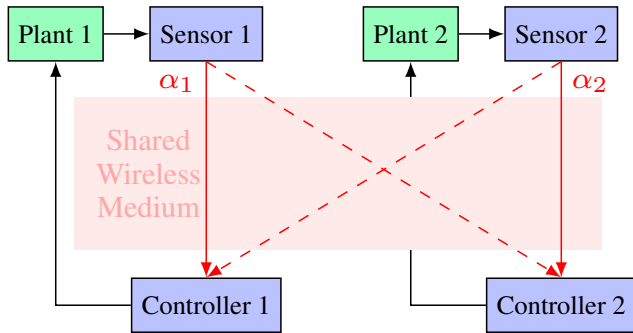 Plant 1
Sensor 1
Plant 2
Sensor 2
α₁
α₂
Shared
Wireless
Medium
Controller 1
Controller 2